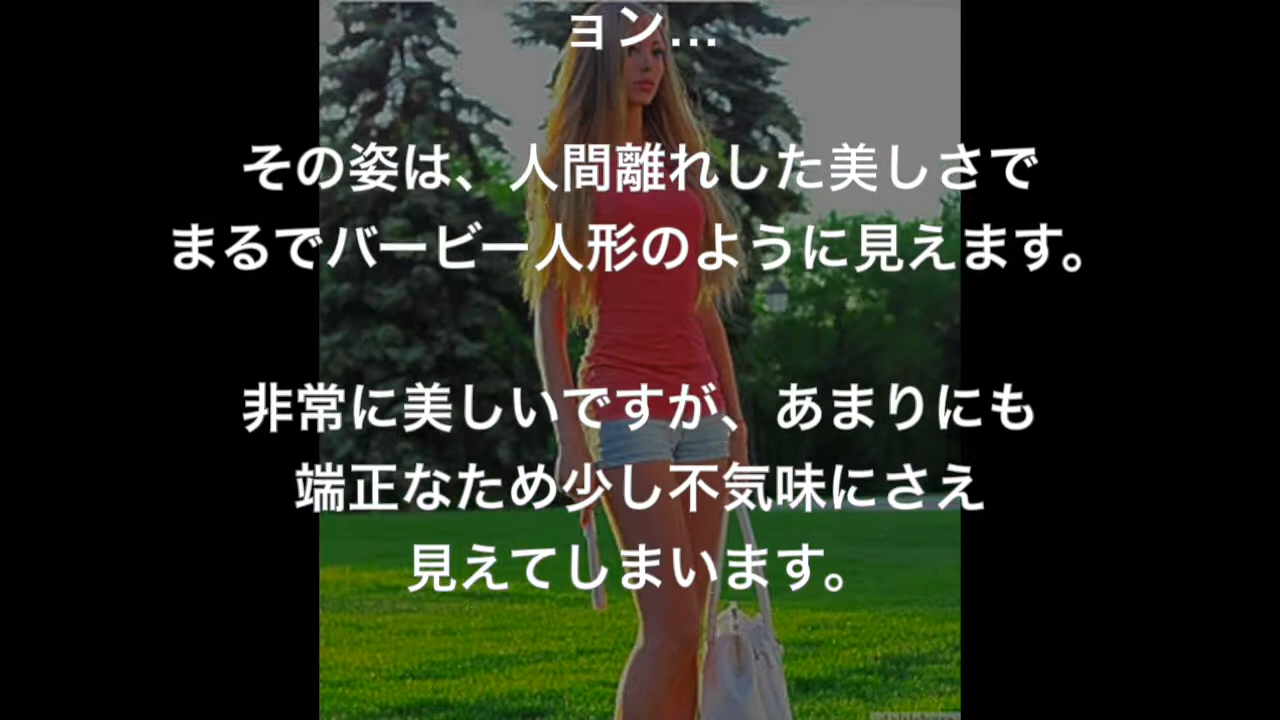 ョン…
その姿は、人間離れした美しさで
まるでバービー人形のように見えます。
非常に美しいですが、あまりにも
端正なため少し不気味にさえ
見えてしまいます。